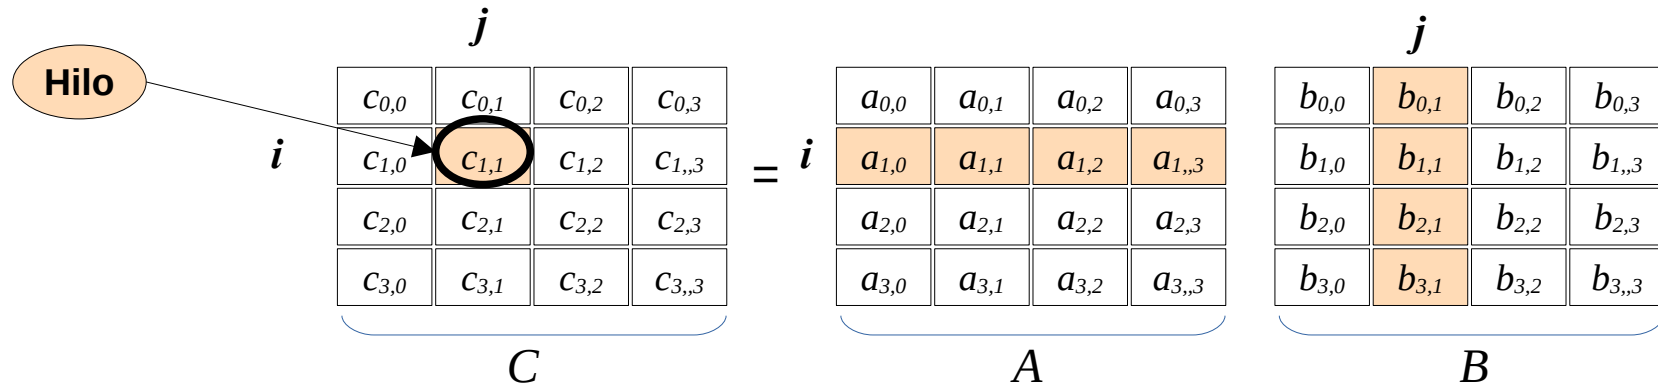 j j
Hilo
c0,0 c0,1 c0,2 c0,3 a0,0 a0,1 a0,2 a0,3 b0,0 b0,1 b0,2 b0,3
i c1,0 c1,1 c1,2 c1,,3 = i a1,0 a1,1 a1,2 a1,,3 b1,0 b1,1 b1,2 b1,,3
c2,0 c2,1 c2,2 c2,3 a2,0 a2,1 a2,2 a2,3 b2,0 b2,1 b2,2 b2,3
c3,0 c3,1 c3,2 c3,,3 a3,0 a3,1 a3,2 a3,,3 b3,0 b3,1 b3,2 b3,,3
C A B